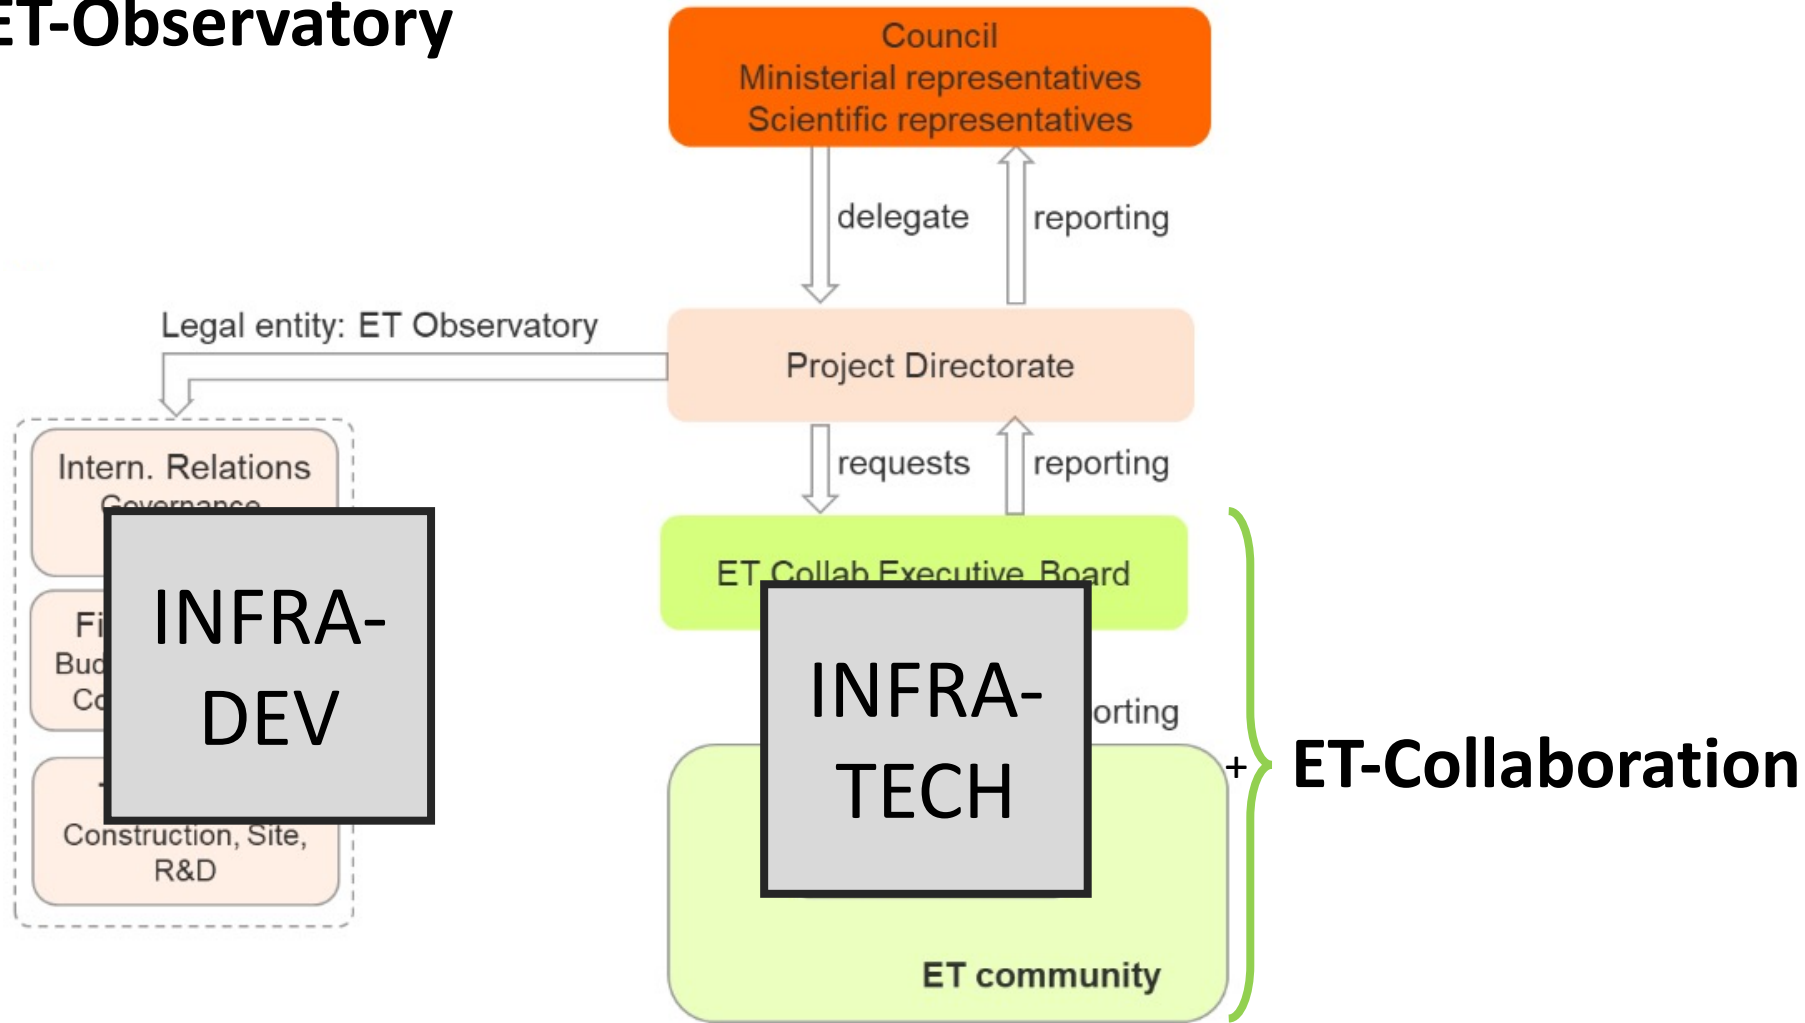 ET-Observatory
Council
Ministerial representatives
Scientific representatives
delegate
reporting
Legal entity: ET Observatory
Project Directorate
requests
reporting
Intern. Relations
Governance
INFRA-
DEV
Construction, Site,
R&D
ET Collab Executive Board
INFRA-
TECH
orting
ET community
+
ET-Collaboration